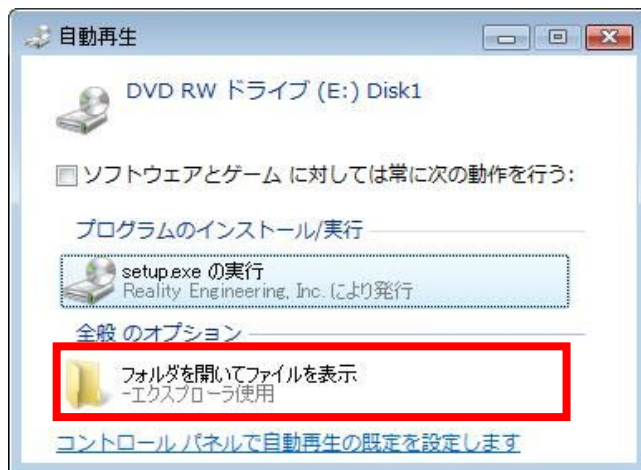 自動再生
DVD RW ドライブ (E:) Disk1
ソフトウェアとゲーム に対しては常に次の動作を行う:
プログラムのインストール/実行
setup.exe の実行
Reality Engineering, Inc. により発行
全般 のオプション
フォルダを開いてファイルを表示
-エクスプローラ使用
コントロール パネルで自動再生の既定を設定します